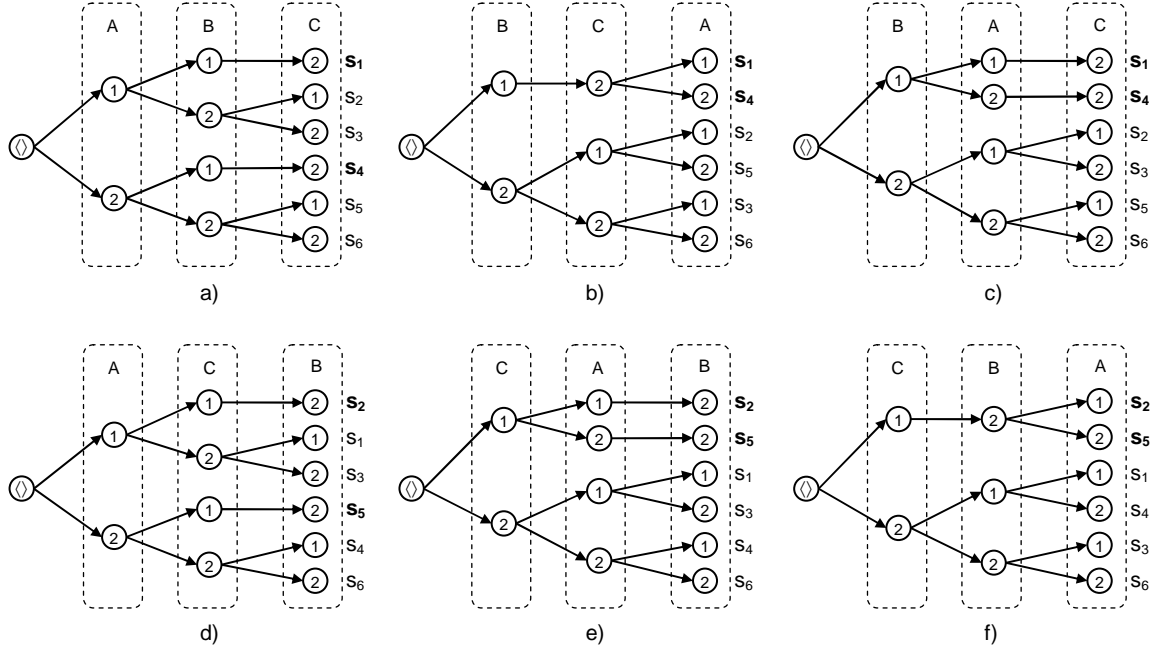 A B C
1 2 s1
1
1 s2
2
2 s3
⟨⟩
1 2 s4
2
1 s5
2
2 s6
a)
B C A
1 s1
1 2
2 s4
1 s2
⟨⟩
1
2 s5
2
1 s3
2
2 s6
b)
B A C
1 2 s1
1
2 2 s4
1 s2
⟨⟩
1
2 s3
2
1 s5
2
2 s6
c)
A C B
1 2 s2
1
1 s1
2
2 s3
⟨⟩
1 2 s5
2
1 s4
2
2 s6
d)
C A B
1 2 s2
1
2 2 s5
1 s1
⟨⟩
1
2 s3
2
1 s4
2
2 s6
e)
C B A
1 s2
1 2
2 s5
1 s1
⟨⟩
1
2 s4
2
1 s3
2
2 s6
f)